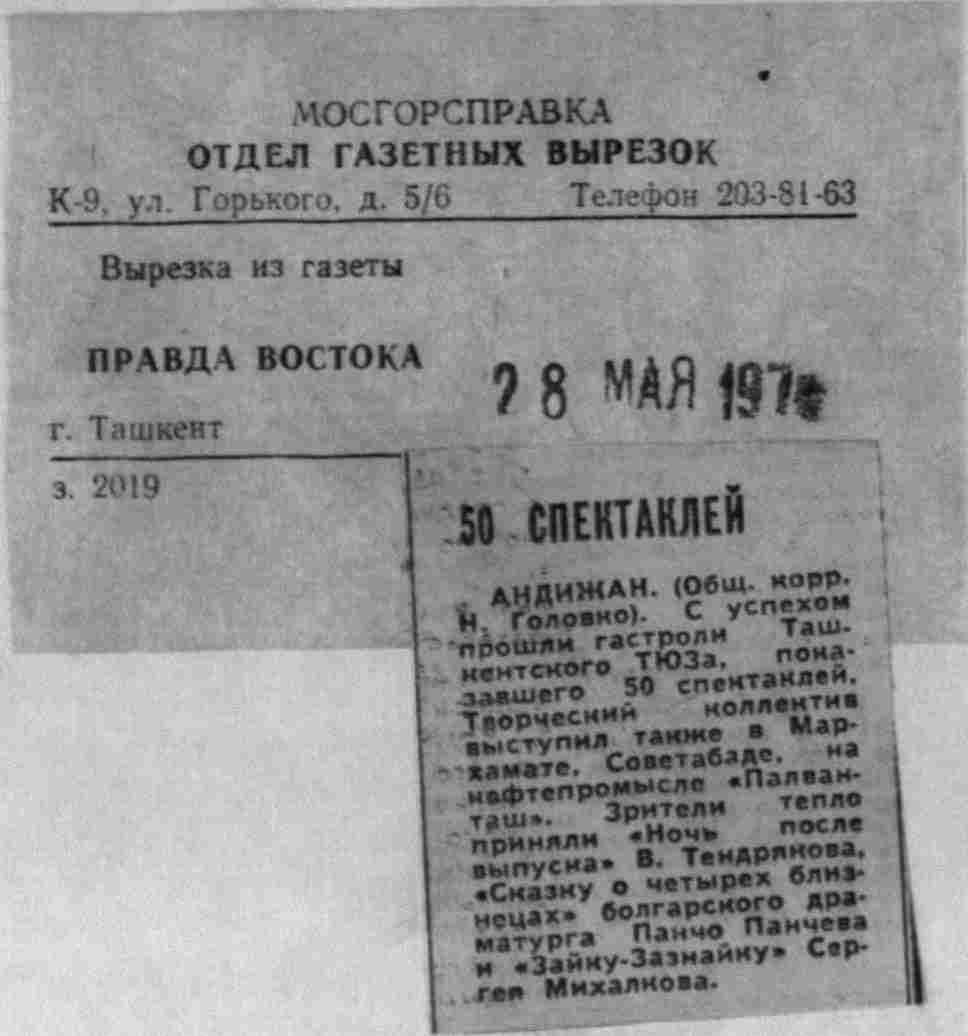 МОСГОРСПРАВКА
ОТДЕЛ ГАЗЕТНЫХ ВЫРЕЗОК
К-9, ул. Горького, д. 5/6 Телефон 203-81-63
Вырезка из газеты
ПРАВДА ВОСТОКА
28 МАЯ
г. Ташкент
з. 2019
50 СПЕКТАКЛЕЙ
АНДИЖАН. (Общ. корр.
Н. Головко). С успехом
прошли гастроли Таш-
кентского ТЮЗа, пока-
завшего 50 спектаклей.
Творческий коллектив
выступил также в Мар-
хамате, Советабаде, на
нефтепромысле «Палван-
таш». Зрители тепло
приняли «Ночь после
выпуска» В. Тендрякова,
«Сказку о четырех близ-
нецах» болгарского дра-
матурга Панчо Панчева
и «Зайку-Зазнайку» Сер-
гея Михалкова.